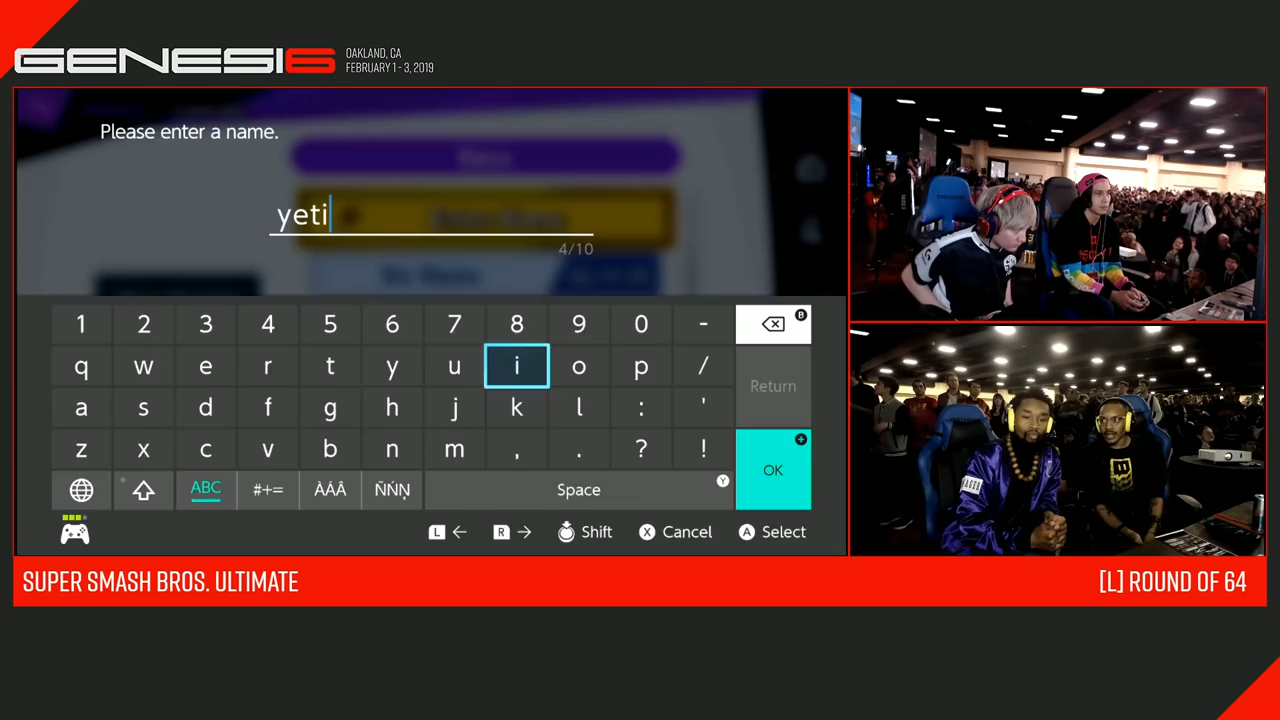 GENESIS6
OAKLAND, CA
FEBRUARY 1 - 3, 2019
Please enter a name.
yeti
4/10
1 2 3 4 5 6 7 8 9 0 -
B
q w e r t y u i o p /
Return
a s d f g h j k l : '
z x c v b n m , . ? !
+
OK
ABC #+= ÀÁÂ ÑŃŅ Space Y
L ← R → Shift X Cancel A Select
TSM
SUPER SMASH BROS. ULTIMATE
[L] ROUND OF 64